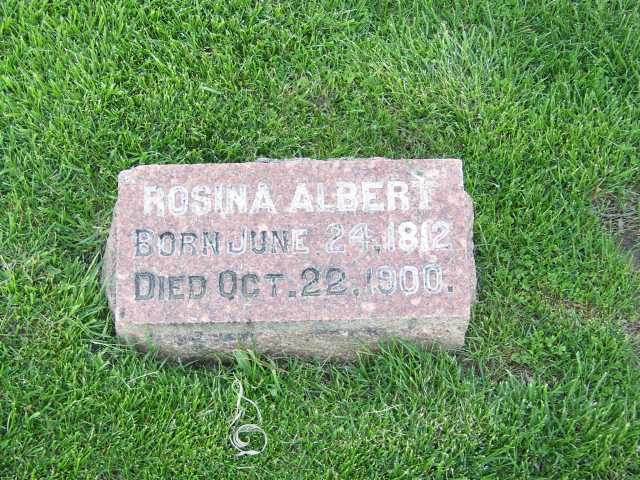 ROSINA ALBERT
BORN JUNE 24, 1812
DIED OCT. 22, 1900.